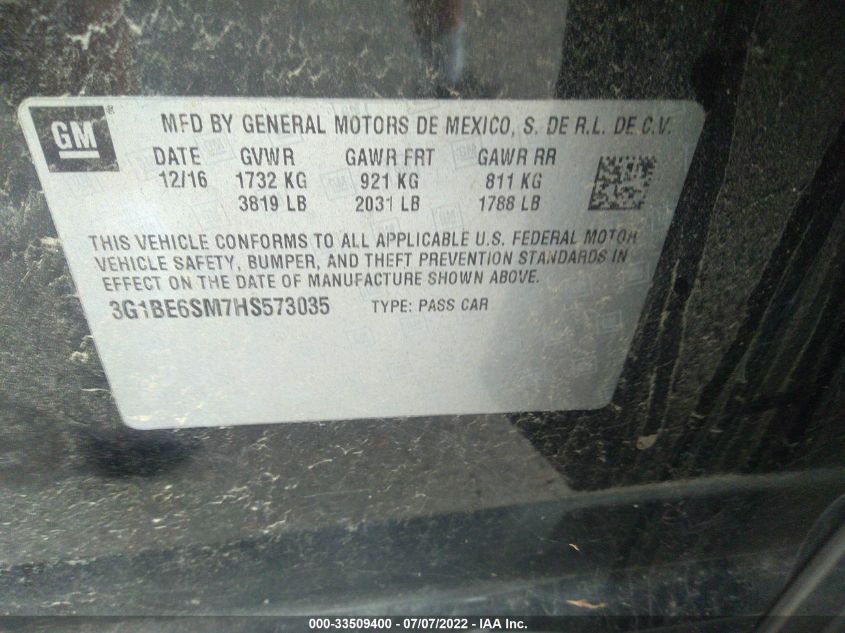 GM ®
MFD BY GENERAL MOTORS DE MEXICO, S. DE R.L. DE C.V.
DATE GVWR GAWR FRT GAWR RR
12/16 1732 KG 921 KG 811 KG
3819 LB 2031 LB 1788 LB
THIS VEHICLE CONFORMS TO ALL APPLICABLE U.S. FEDERAL MOTOR
VEHICLE SAFETY, BUMPER, AND THEFT PREVENTION STANDARDS IN
EFFECT ON THE DATE OF MANUFACTURE SHOWN ABOVE.
3G1BE6SM7HS573035 TYPE: PASS CAR
000-33509400 - 07/07/2022 - IAA Inc.